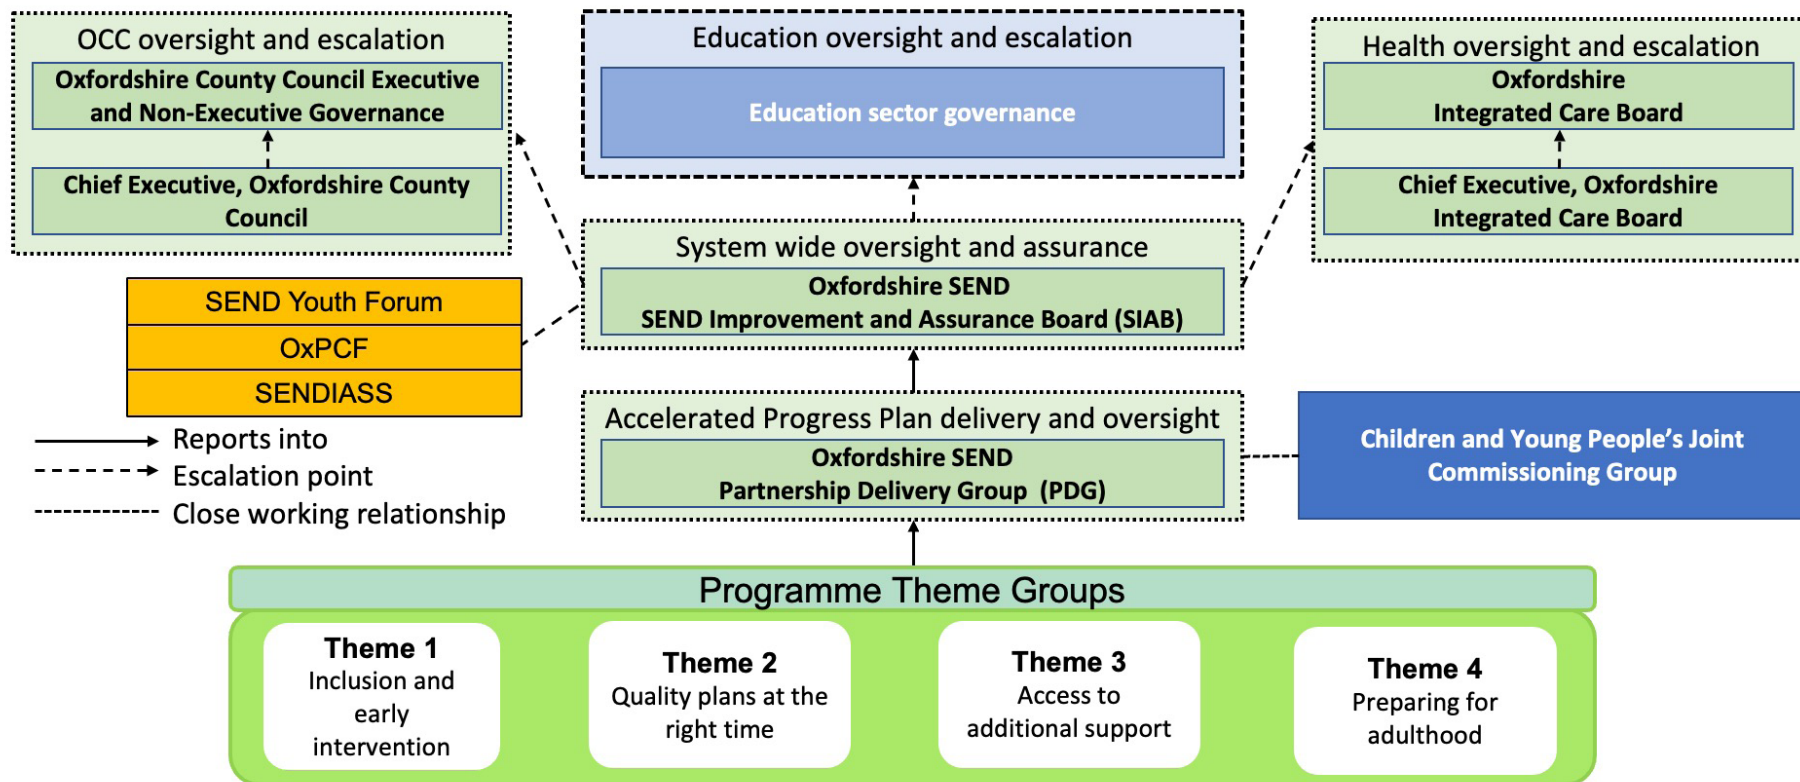 OCC oversight and escalation
Oxfordshire County Council Executive
and Non-Executive Governance
Chief Executive, Oxfordshire County
Council
Education oversight and escalation
Education sector governance
Health oversight and escalation
Oxfordshire
Integrated Care Board
Chief Executive, Oxfordshire
Integrated Care Board
System wide oversight and assurance
Oxfordshire SEND
SEND Improvement and Assurance Board (SIAB)
SEND Youth Forum
OxPCF
SENDIASS
Reports into
Escalation point
Close working relationship
Accelerated Progress Plan delivery and oversight
Oxfordshire SEND
Partnership Delivery Group (PDG)
Children and Young People’s Joint
Commissioning Group
Programme Theme Groups
Theme 1
Inclusion and
early
intervention
Theme 2
Quality plans at the
right time
Theme 3
Access to
additional support
Theme 4
Preparing for
adulthood